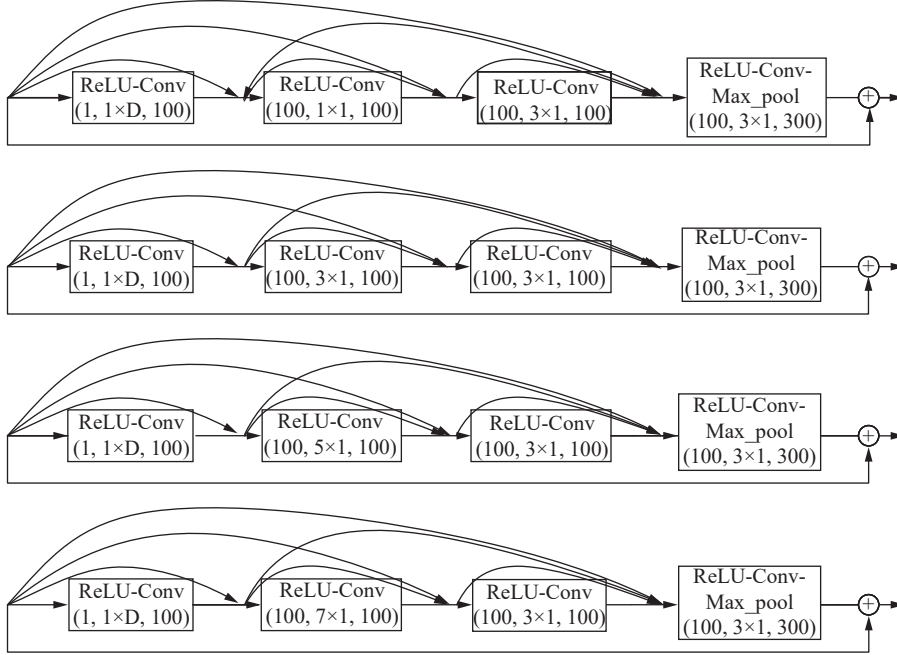 ReLU-Conv
(1, 1×D, 100)
ReLU-Conv
(100, 1×1, 100)
ReLU-Conv
(100, 3×1, 100)
ReLU-Conv-
Max_pool
(100, 3×1, 300)
+
ReLU-Conv
(1, 1×D, 100)
ReLU-Conv
(100, 3×1, 100)
ReLU-Conv
(100, 3×1, 100)
ReLU-Conv-
Max_pool
(100, 3×1, 300)
+
ReLU-Conv
(1, 1×D, 100)
ReLU-Conv
(100, 5×1, 100)
ReLU-Conv
(100, 3×1, 100)
ReLU-Conv-
Max_pool
(100, 3×1, 300)
+
ReLU-Conv
(1, 1×D, 100)
ReLU-Conv
(100, 7×1, 100)
ReLU-Conv
(100, 3×1, 100)
ReLU-Conv-
Max_pool
(100, 3×1, 300)
+